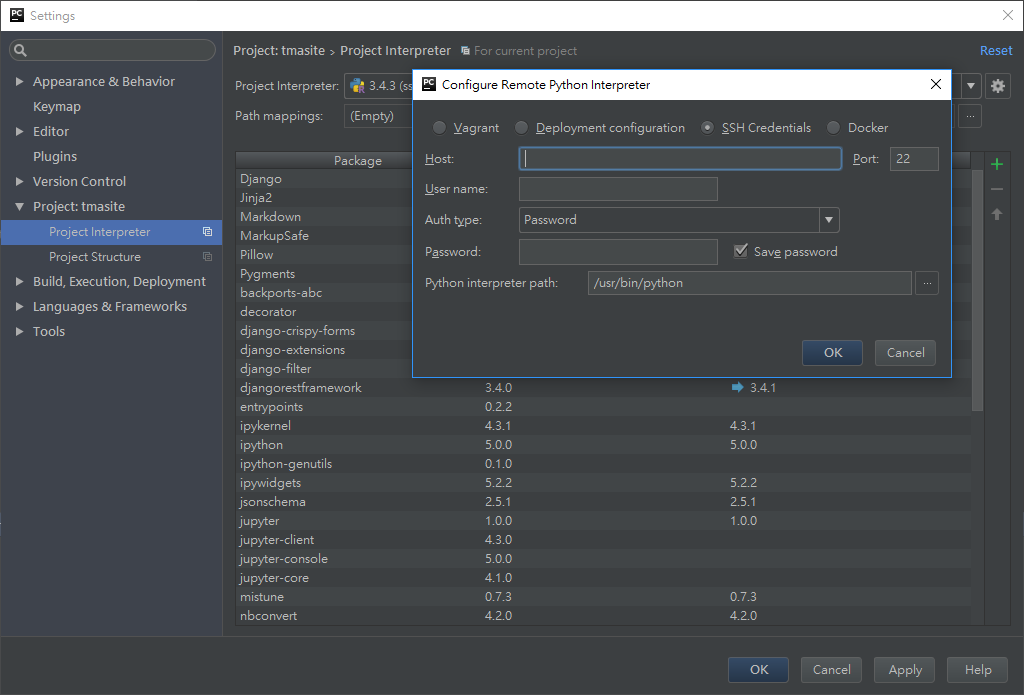 PC Settings
Project: tmasite › Project Interpreter For current project Reset
Appearance & Behavior
Keymap
Editor
Plugins
Version Control
Project: tmasite
Project Interpreter
Project Structure
Build, Execution, Deployment
Languages & Frameworks
Tools
Project Interpreter: 3.4.3 (ss
Path mappings: (Empty) ...
Package
Django
Jinja2
Markdown
MarkupSafe
Pillow
Pygments
backports-abc
decorator
django-crispy-forms
django-extensions
django-filter
djangorestframework 3.4.0 3.4.1
entrypoints 0.2.2
ipykernel 4.3.1 4.3.1
ipython 5.0.0 5.0.0
ipython-genutils 0.1.0
ipywidgets 5.2.2 5.2.2
jsonschema 2.5.1 2.5.1
jupyter 1.0.0 1.0.0
jupyter-client 4.3.0
jupyter-console 5.0.0
jupyter-core 4.1.0
mistune 0.7.3 0.7.3
nbconvert 4.2.0 4.2.0
PC Configure Remote Python Interpreter
Vagrant Deployment configuration SSH Credentials Docker
Host: Port: 22
User name:
Auth type: Password
Password: Save password
Python interpreter path: /usr/bin/python ...
OK Cancel
OK Cancel Apply Help